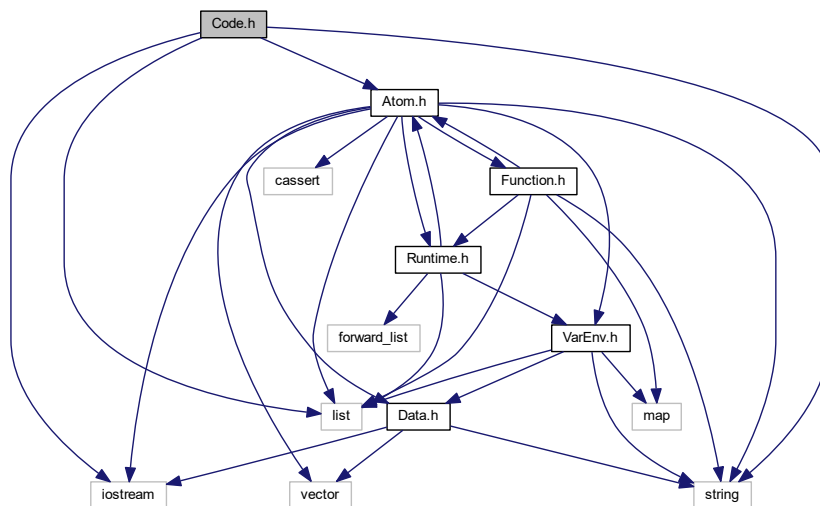 Code.h
Atom.h
cassert
Function.h
Runtime.h
forward_list
VarEnv.h
list
Data.h
map
iostream
vector
string